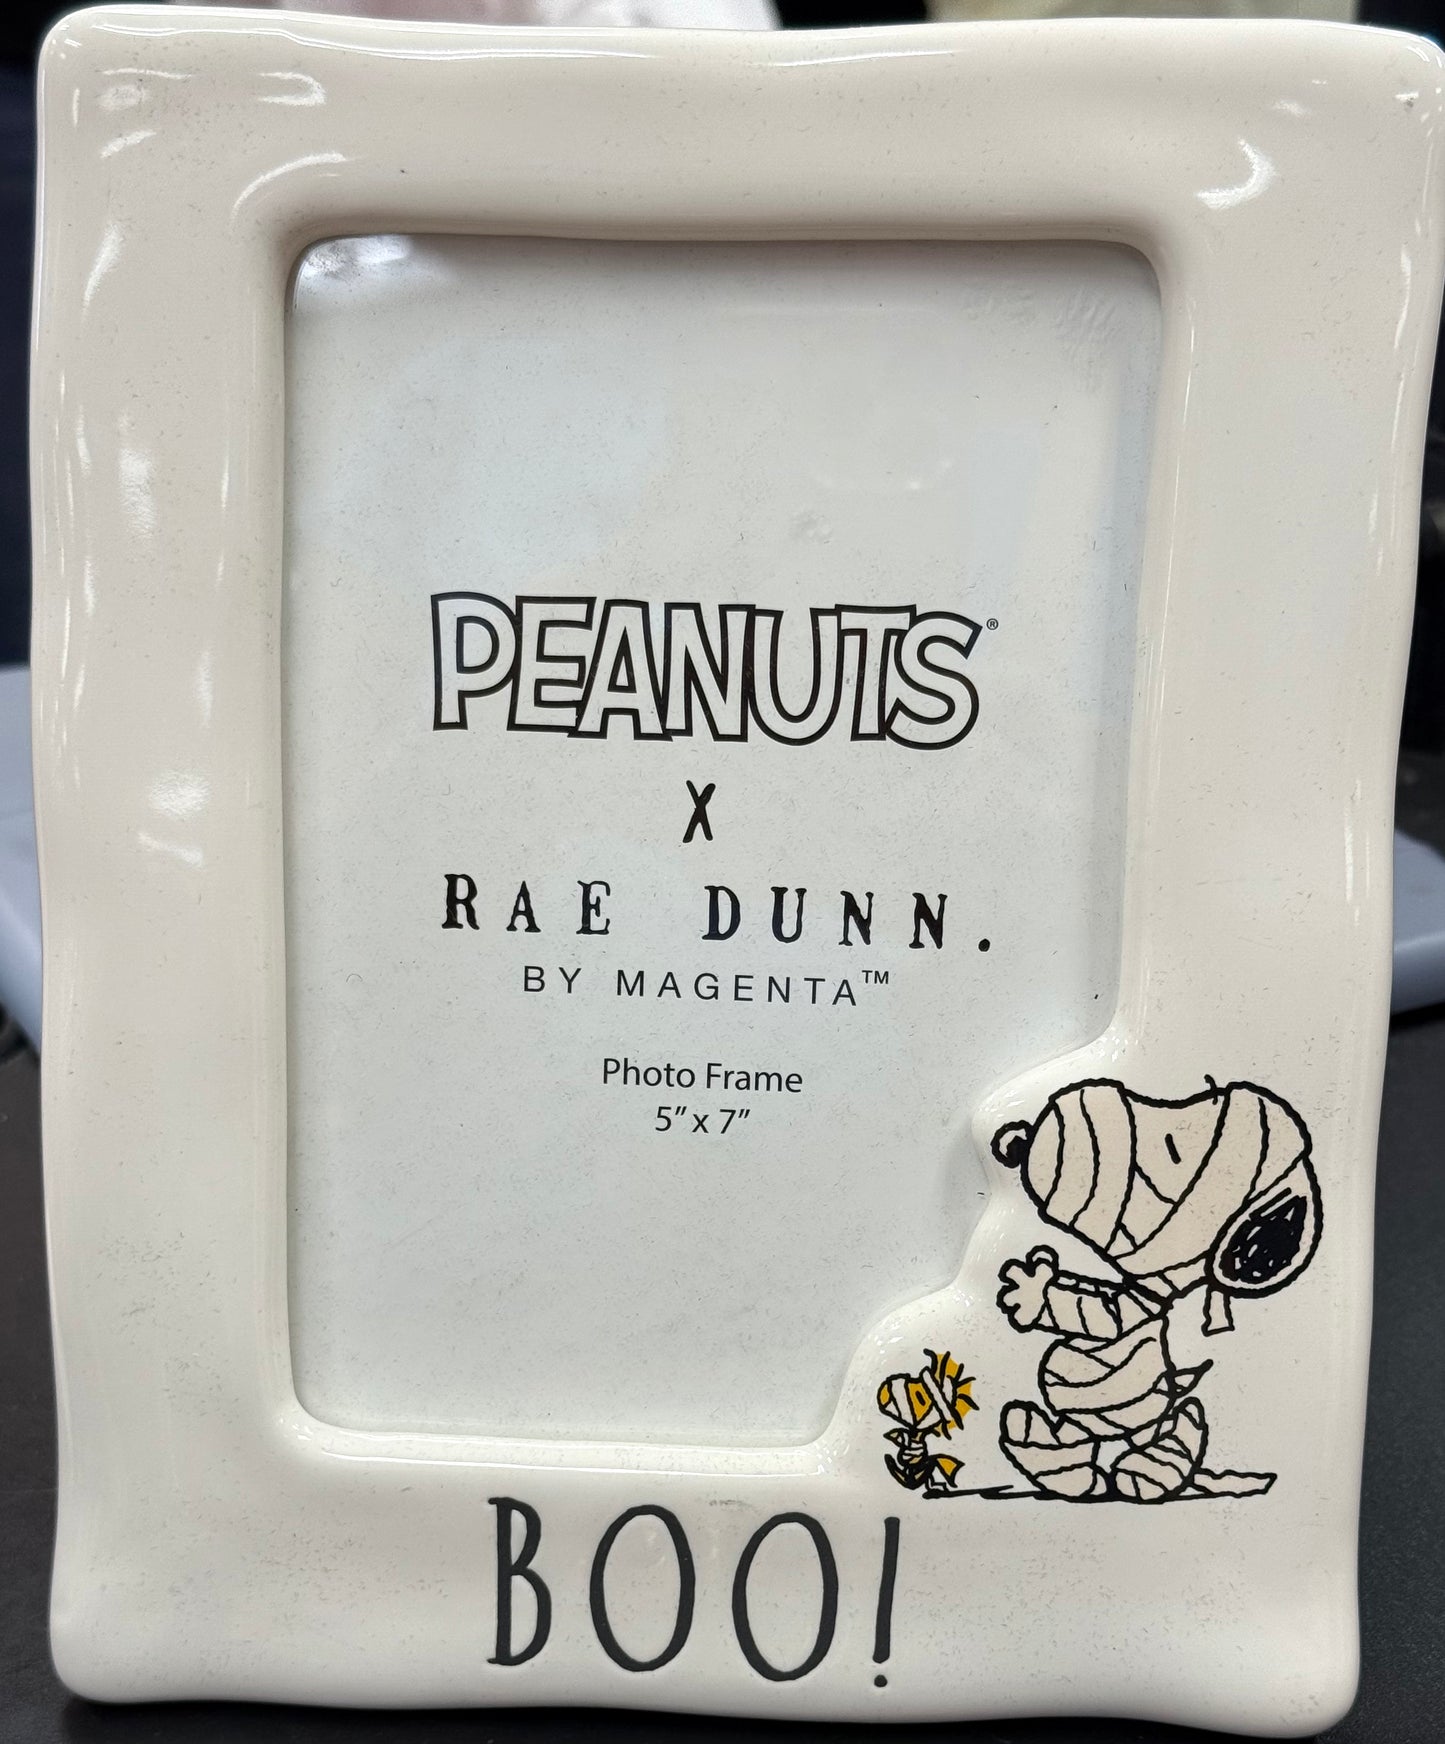 PEANUTS®
X
RAE DUNN.
BY MAGENTA™
Photo Frame
5" x 7"
BOO!